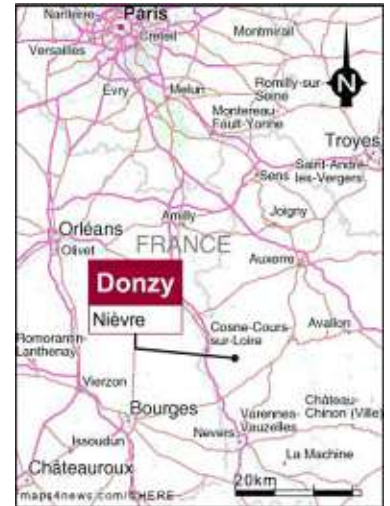 Nanterre
Paris
Créteil
Montmirail
Versailles
Evry
Melun
Romilly-sur-
Seine
N
Montereau-
Fault-Yonne
Troyes
Saint-André-
les-Vergers
Sens
Joigny
Amilly
Orléans
Olivet
FRANCE
Auxerre
Donzy
Nièvre
Cosne-Cours-
sur-Loire
Avallon
Romorantin-
Lanthenay
Vierzon
Bourges
Château-
Chinon (Ville)
Varennes-
Vauzelles
Nevers
Issoudun
La Machine
Châteauroux
20km
maps4news.com/©HERE